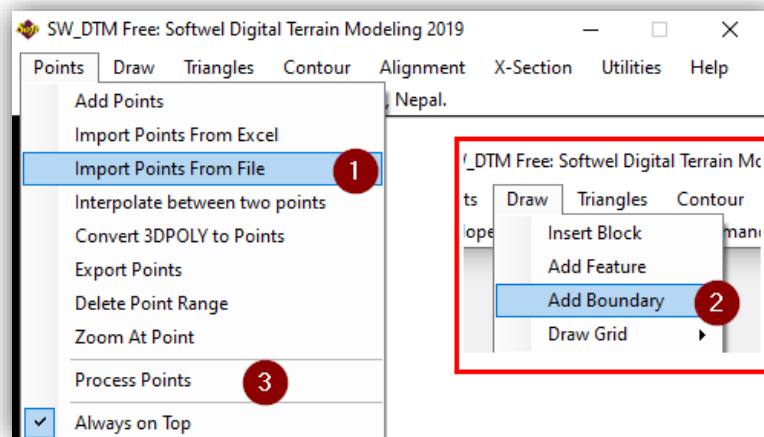 SW_DTM Free: Softwel Digital Terrain Modeling 2019
Points Draw Triangles Contour Alignment X-Section Utilities Help
, Nepal.
Add Points
Import Points From Excel
Import Points From File 1
Interpolate between two points
Convert 3DPOLY to Points
Export Points
Delete Point Range
Zoom At Point
Process Points 3
Always on Top
_DTM Free: Softwel Digital Terrain Mo
ts Draw Triangles Contour
lope
man
Insert Block
Add Feature
Add Boundary 2
Draw Grid